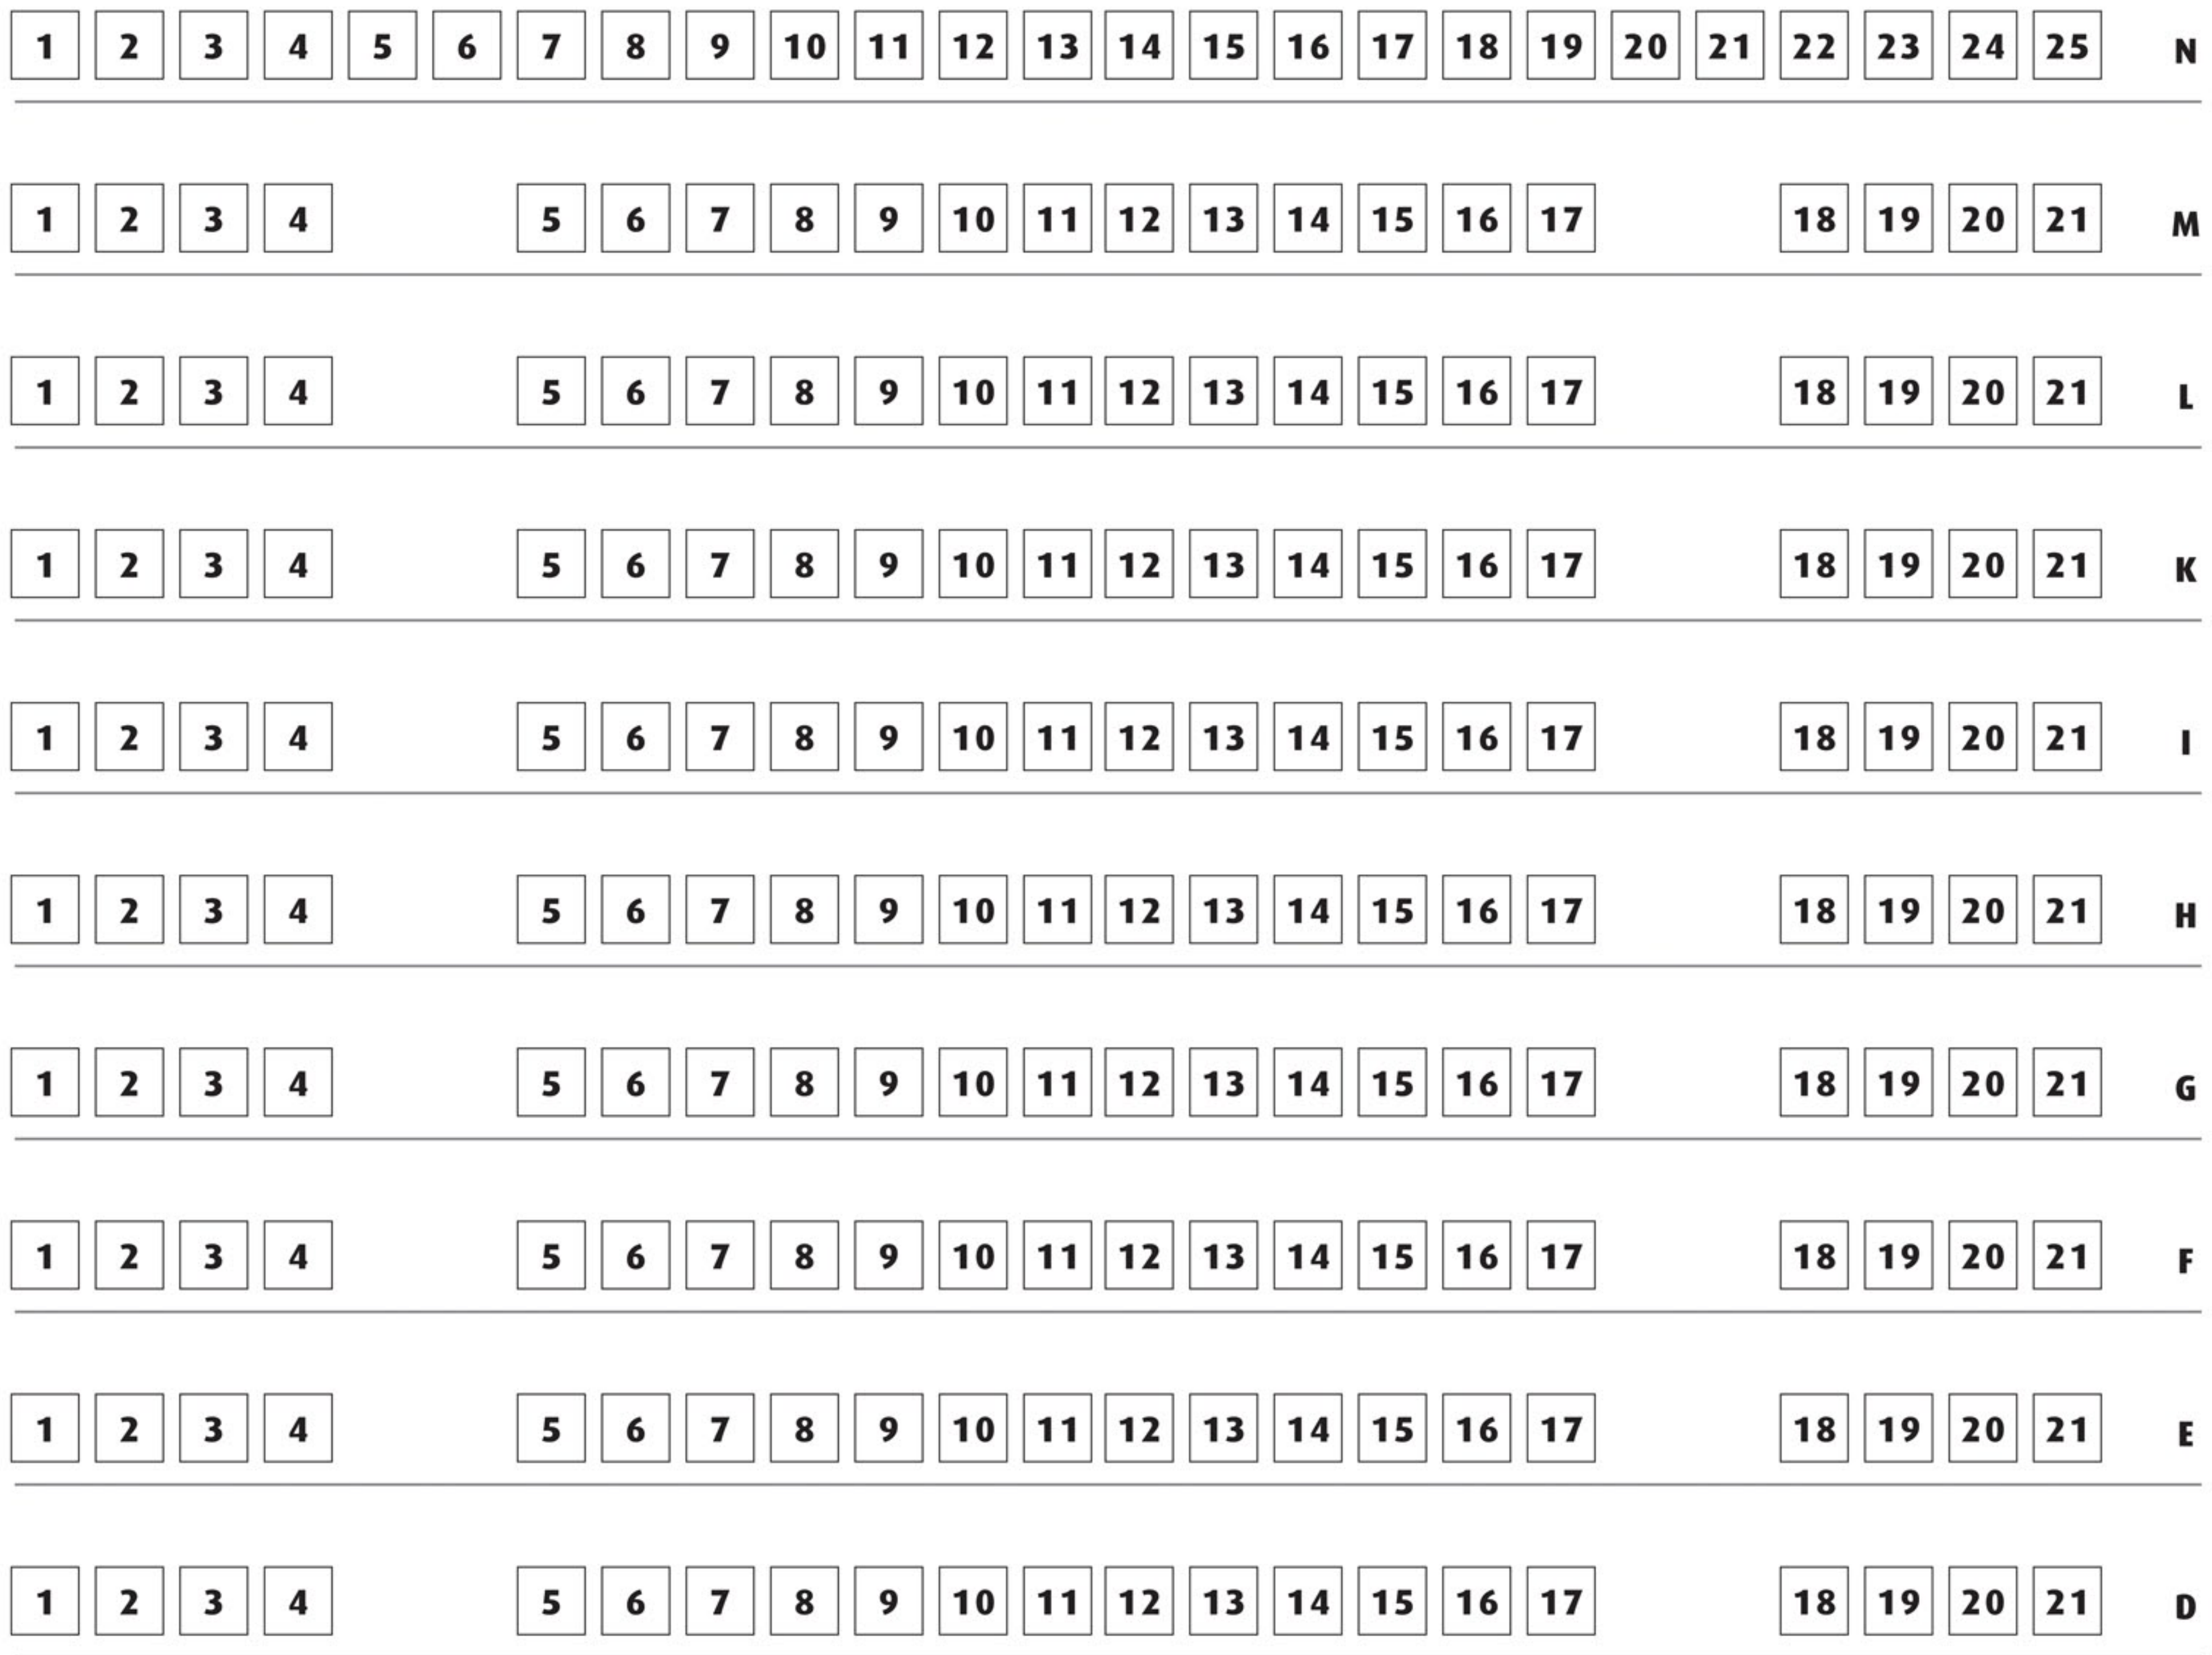 1 2 3 4 5 6 7 8 9 10 11 12 13 14 15 16 17 18 19 20 21 22 23 24 25 N
1 2 3 4 5 6 7 8 9 10 11 12 13 14 15 16 17 18 19 20 21 M
1 2 3 4 5 6 7 8 9 10 11 12 13 14 15 16 17 18 19 20 21 L
1 2 3 4 5 6 7 8 9 10 11 12 13 14 15 16 17 18 19 20 21 K
1 2 3 4 5 6 7 8 9 10 11 12 13 14 15 16 17 18 19 20 21 I
1 2 3 4 5 6 7 8 9 10 11 12 13 14 15 16 17 18 19 20 21 H
1 2 3 4 5 6 7 8 9 10 11 12 13 14 15 16 17 18 19 20 21 G
1 2 3 4 5 6 7 8 9 10 11 12 13 14 15 16 17 18 19 20 21 F
1 2 3 4 5 6 7 8 9 10 11 12 13 14 15 16 17 18 19 20 21 E
1 2 3 4 5 6 7 8 9 10 11 12 13 14 15 16 17 18 19 20 21 D